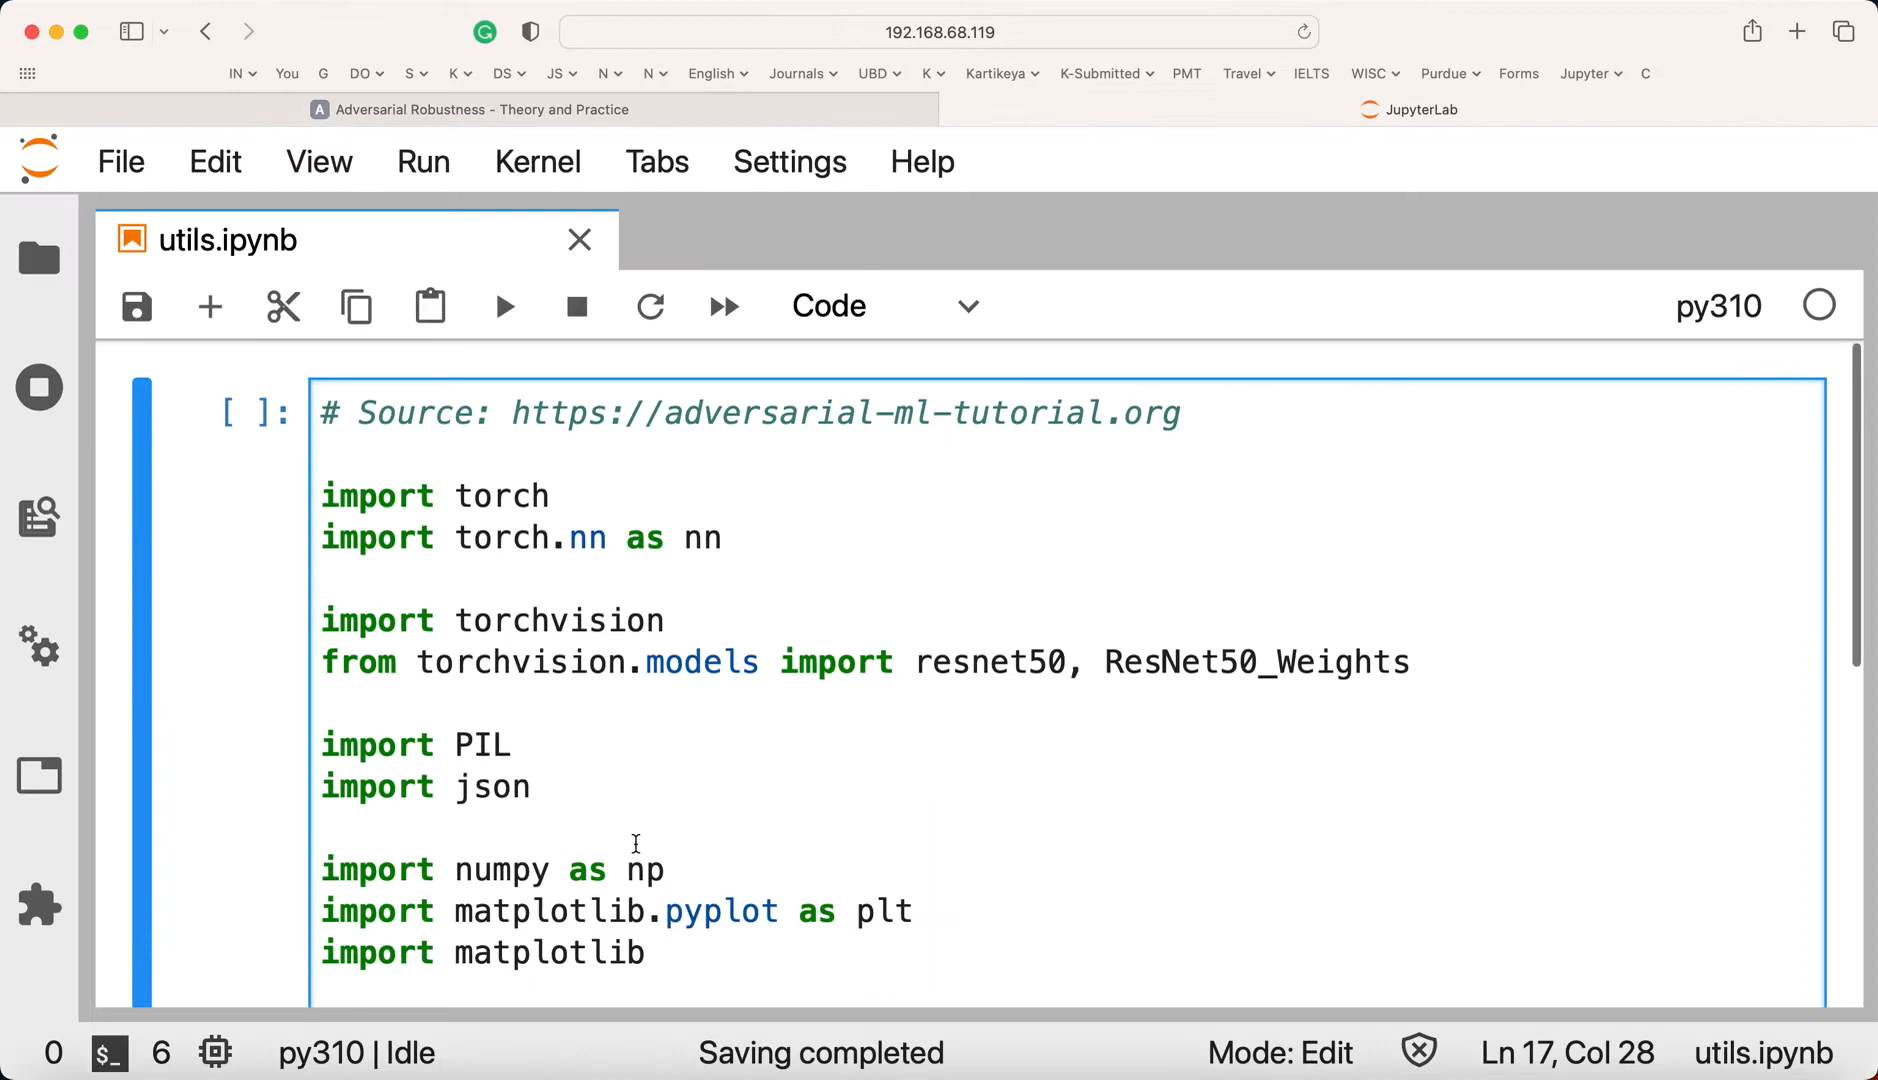 192.168.68.119
IN You G DO S K DS JS N N English Journals UBD K Kartikeya K-Submitted PMT Travel IELTS WISC Purdue Forms Jupyter C
A Adversarial Robustness - Theory and Practice JupyterLab
File Edit View Run Kernel Tabs Settings Help
utils.ipynb
Code py310
[ ]: # Source: https://adversarial-ml-tutorial.org
import torch
import torch.nn as nn
import torchvision
from torchvision.models import resnet50, ResNet50_Weights
import PIL
import json
import numpy as np
import matplotlib.pyplot as plt
import matplotlib
0 $_ 6 py310 | Idle Saving completed Mode: Edit Ln 17, Col 28 utils.ipynb